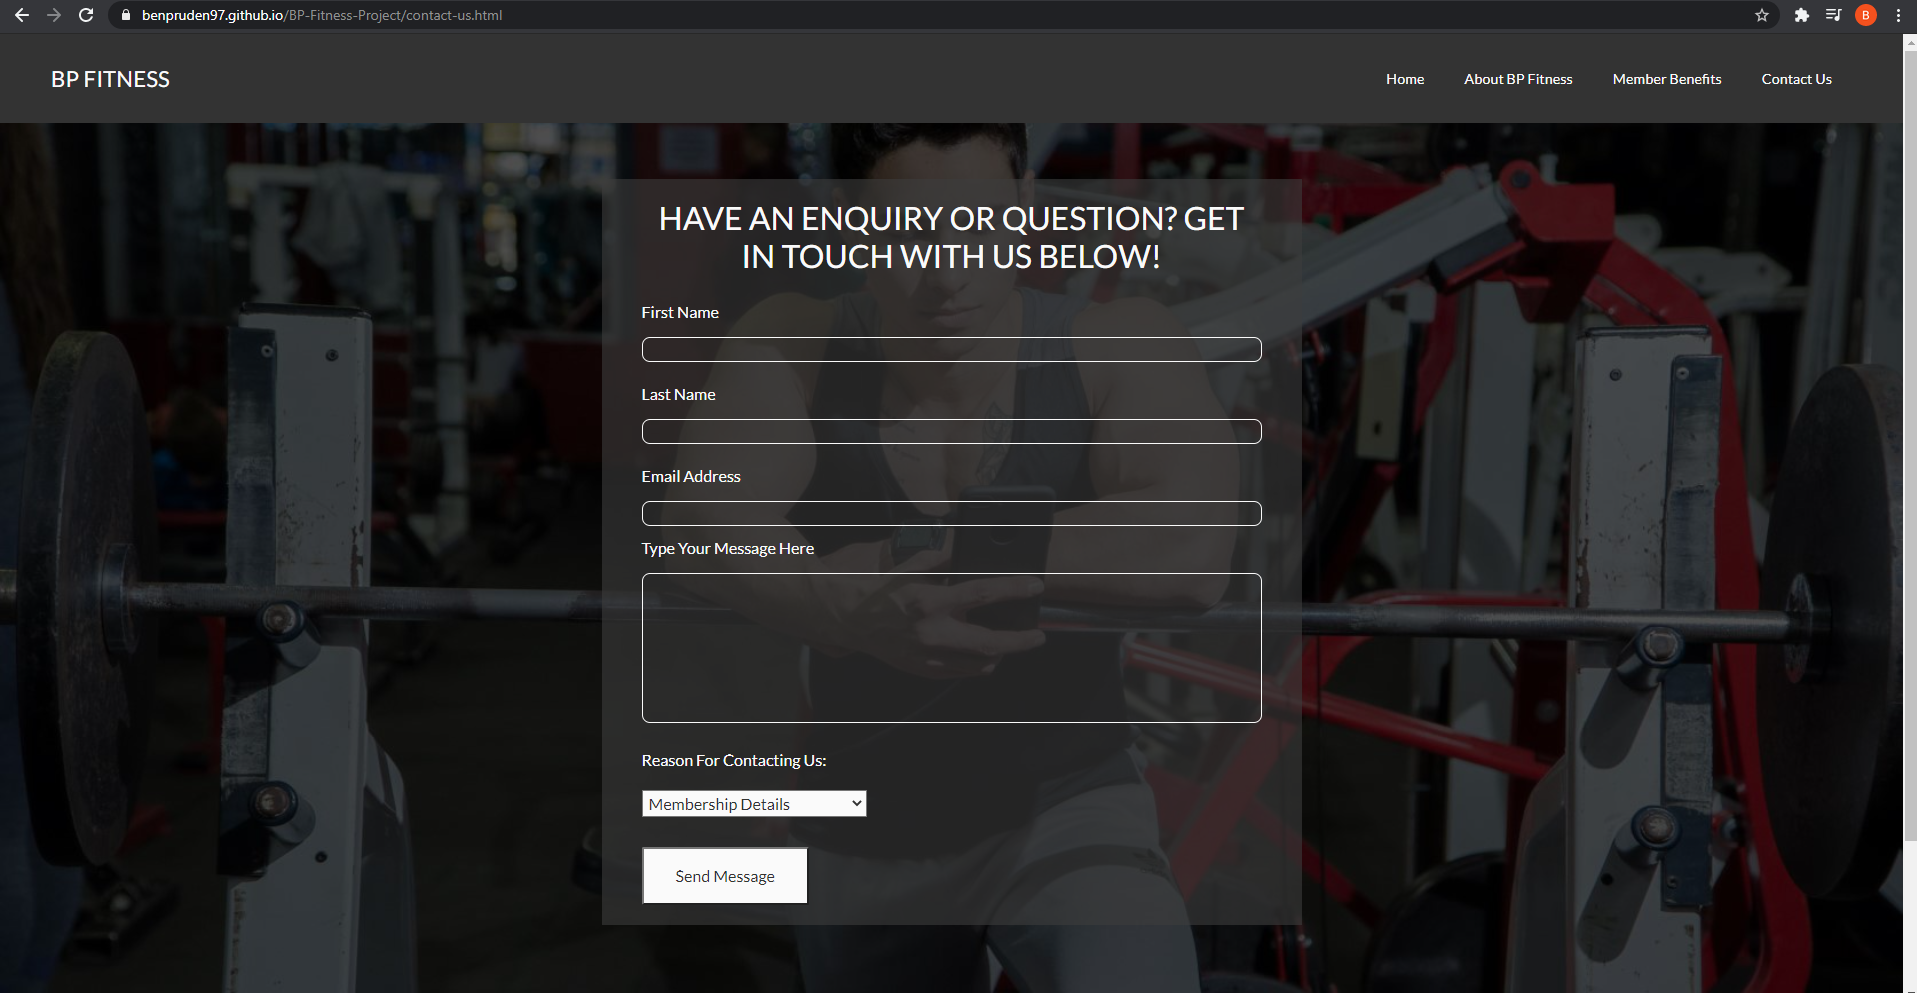 benpruden97.github.io/BP-Fitness-Project/contact-us.html
B
BP FITNESS
Home
About BP Fitness
Member Benefits
Contact Us
HAVE AN ENQUIRY OR QUESTION? GET
IN TOUCH WITH US BELOW!
First Name
Last Name
Email Address
Type Your Message Here
Reason For Contacting Us:
Membership Details
Send Message